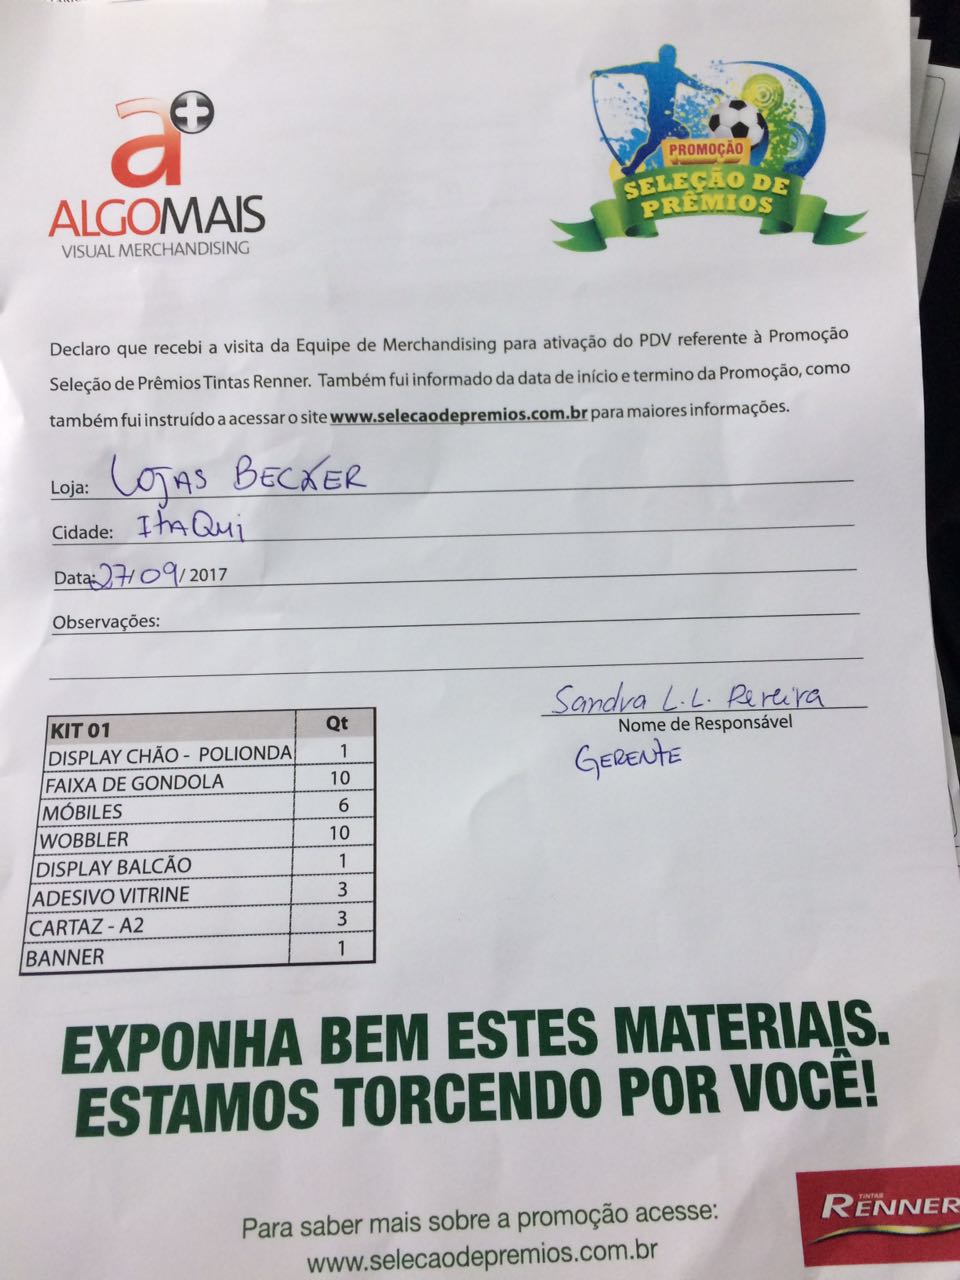 a+
ALGOMAIS
VISUAL MERCHANDISING
PROMOÇÃO
SELEÇÃO DE
PRÊMIOS
Declaro que recebi a visita da Equipe de Merchandising para ativação do PDV referente à Promoção
Seleção de Prêmios Tintas Renner. Também fui informado da data de início e termino da Promoção, como
também fui instruído a acessar o site www.selecaodepremios.com.br para maiores informações.
Loja: LOJAS BECKER
Cidade: ITAQUI
Data: 27/09/2017
Observações:
Sandra L.L. Pereira
Nome de Responsável
GERENTE
KIT 01 Qt
DISPLAY CHÃO - POLIONDA 1
FAIXA DE GONDOLA 10
MÓBILES 6
WOBBLER 10
DISPLAY BALCÃO 1
ADESIVO VITRINE 3
CARTAZ - A2 3
BANNER 1
EXPONHA BEM ESTES MATERIAIS.
ESTAMOS TORCENDO POR VOCÊ!
Para saber mais sobre a promoção acesse:
www.selecaodepremios.com.br
TINTAS
RENNER